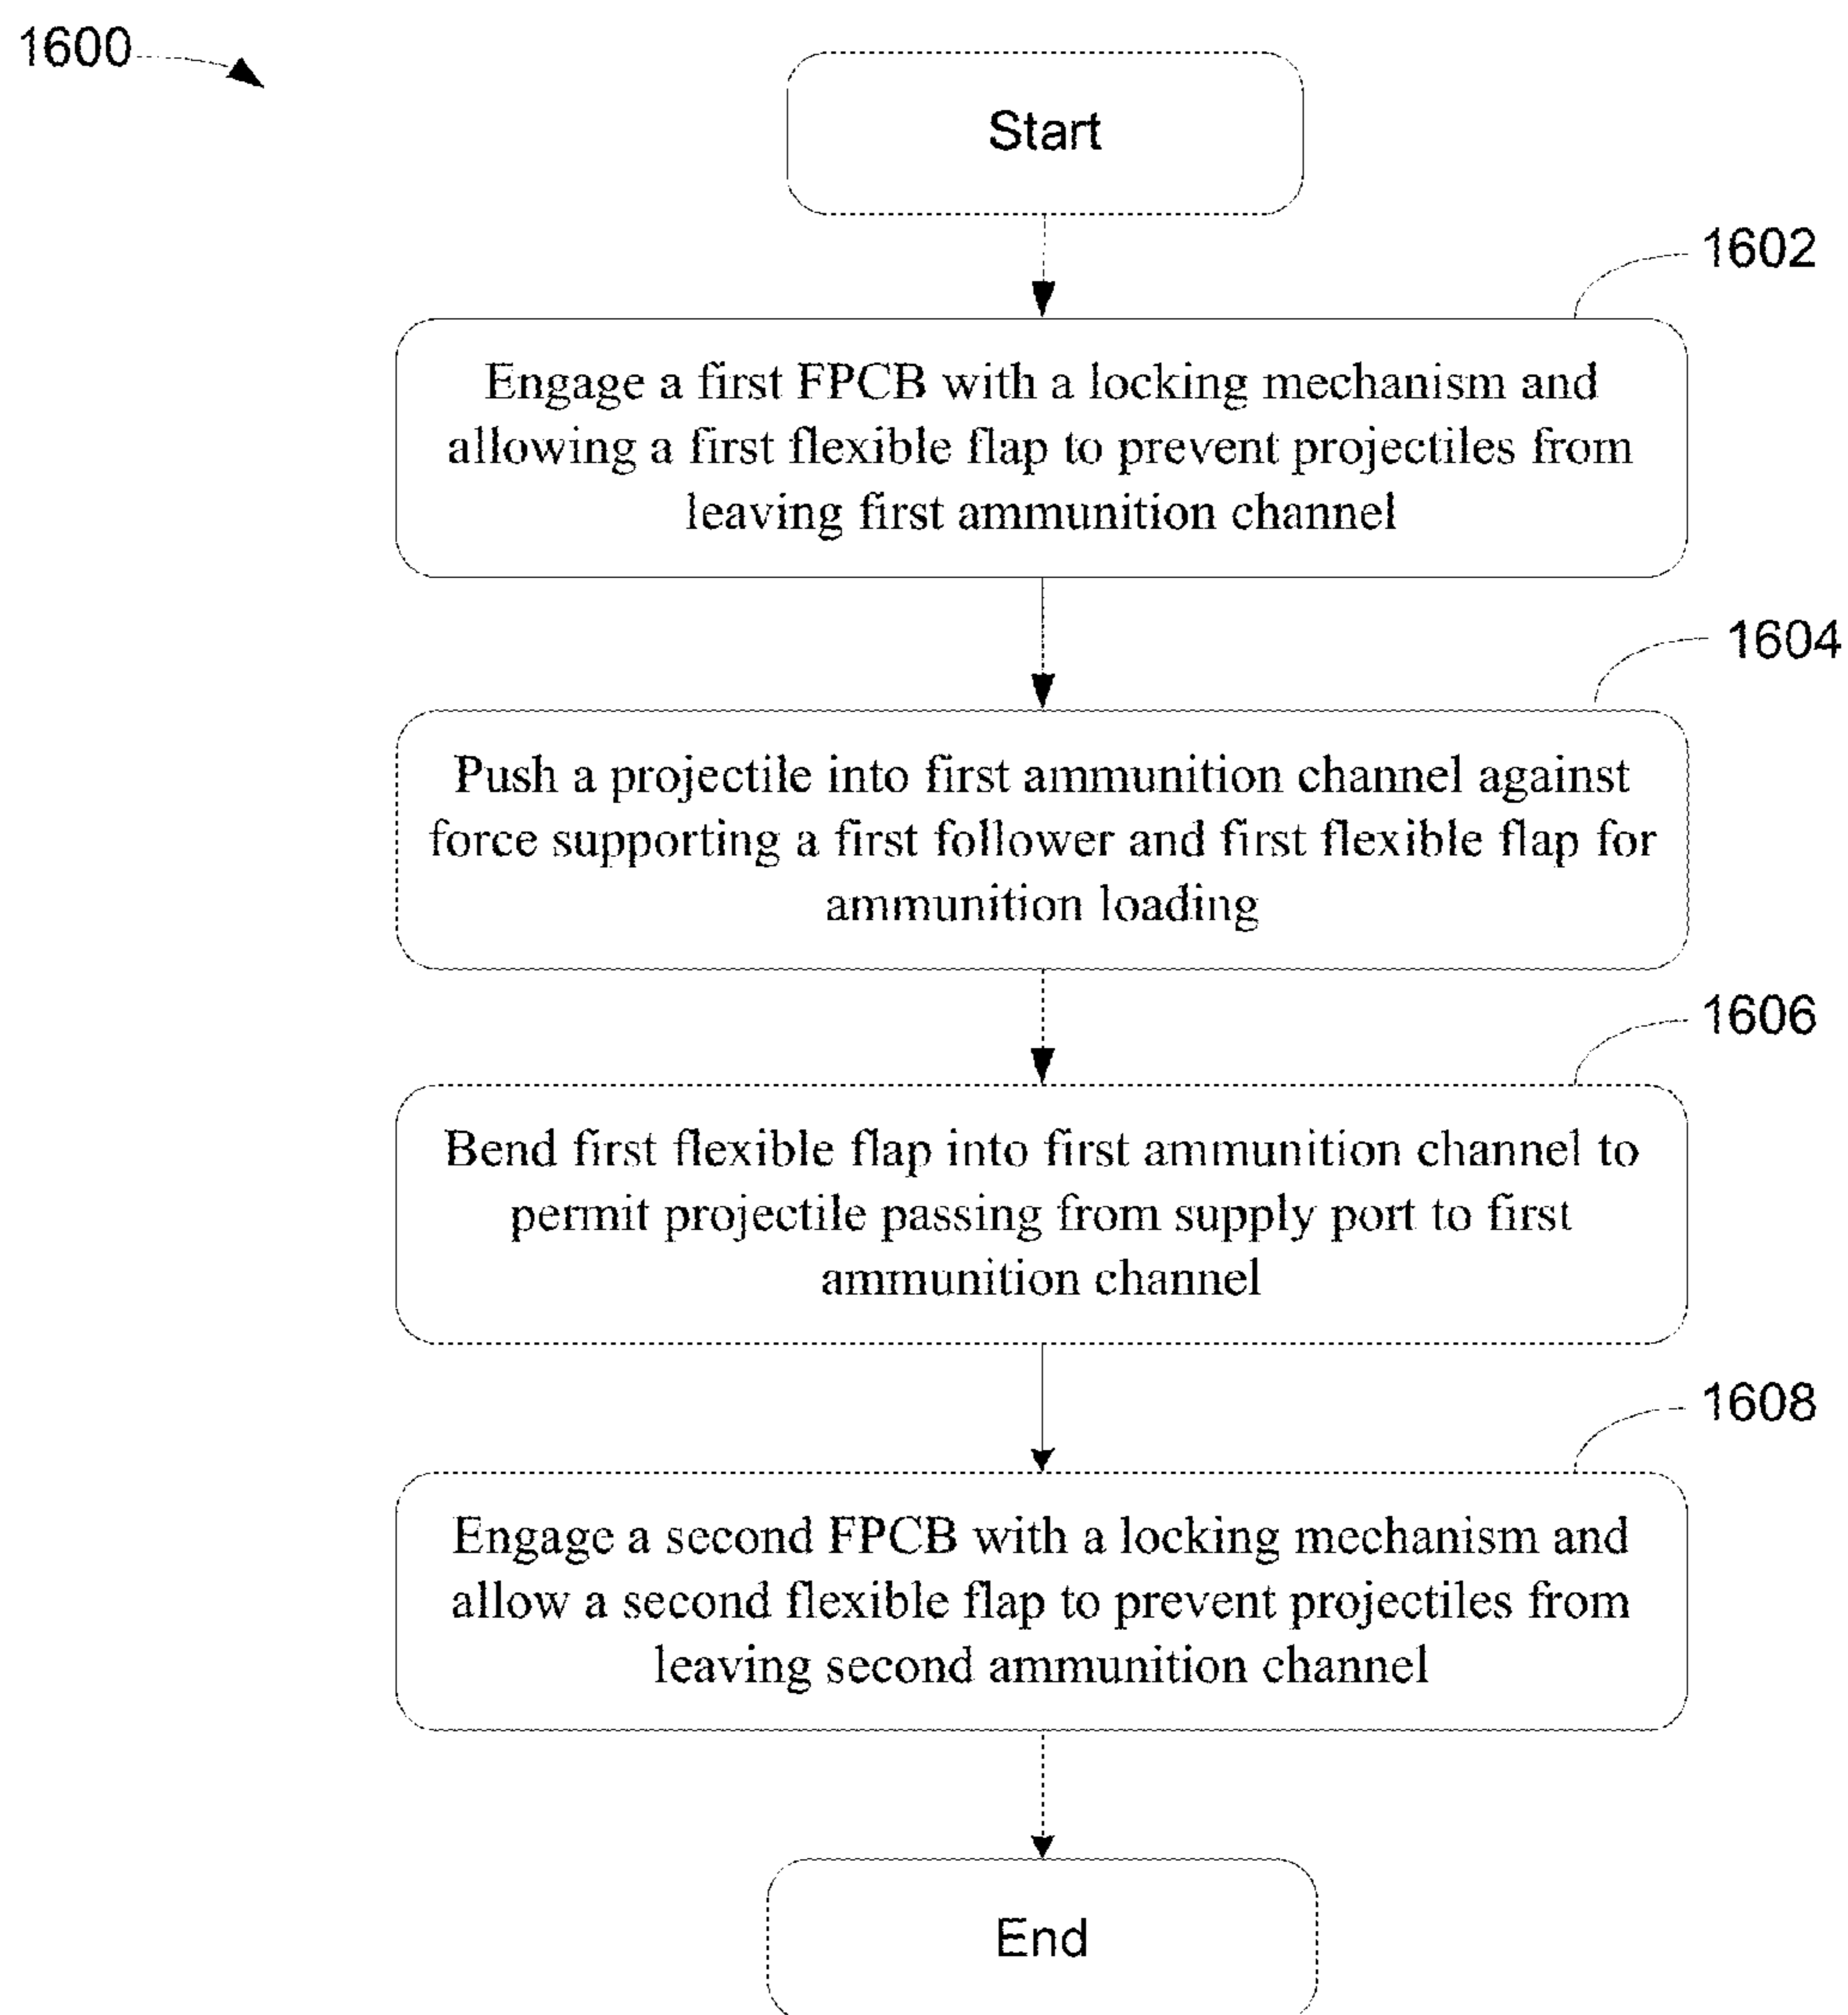 1600
Start
1602
Engage a first FPCB with a locking mechanism and
allowing a first flexible flap to prevent projectiles from
leaving first ammunition channel
1604
Push a projectile into first ammunition channel against
force supporting a first follower and first flexible flap for
ammunition loading
1606
Bend first flexible flap into first ammunition channel to
permit projectile passing from supply port to first
ammunition channel
1608
Engage a second FPCB with a locking mechanism and
allow a second flexible flap to prevent projectiles from
leaving second ammunition channel
End